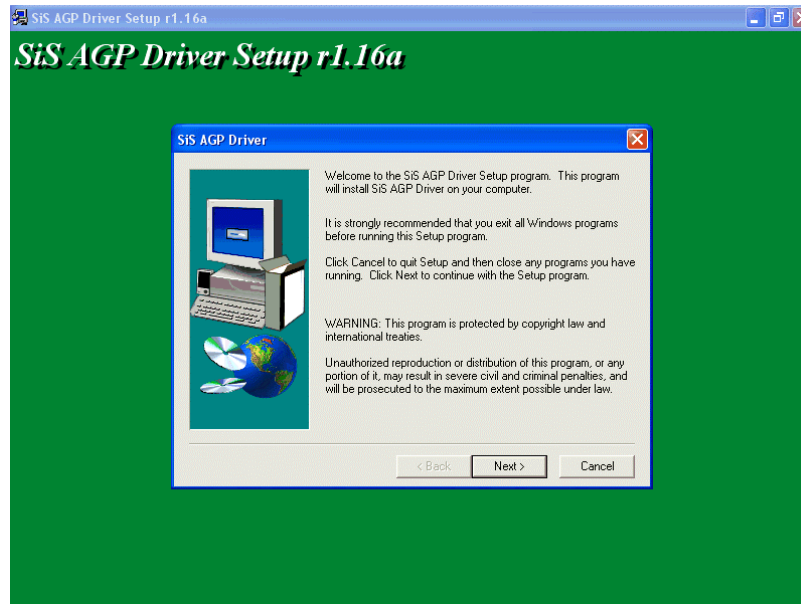 SiS AGP Driver Setup r1.16a
SiS AGP Driver Setup r1.16a
SiS AGP Driver
Welcome to the SiS AGP Driver Setup program. This program
will install SiS AGP Driver on your computer.
It is strongly recommended that you exit all Windows programs
before running this Setup program.
Click Cancel to quit Setup and then close any programs you have
running. Click Next to continue with the Setup program.
WARNING: This program is protected by copyright law and
international treaties.
Unauthorized reproduction or distribution of this program, or any
portion of it, may result in severe civil and criminal penalties, and
will be prosecuted to the maximum extent possible under law.
< Back Next > Cancel